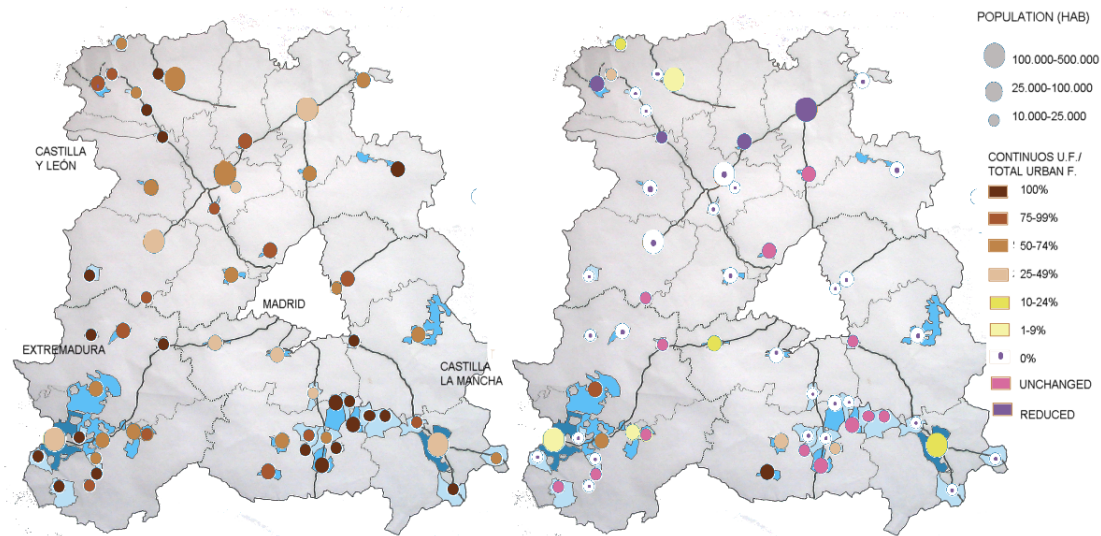 POPULATION (HAB)
100.000-500.000
25.000-100.000
10.000-25.000
CASTILLA
Y LEÓN
MADRID
EXTREMADURA
CASTILLA
LA MANCHA
CONTINUOS U.F./
TOTAL URBAN F.
100%
75-99%
50-74%
25-49%
10-24%
1-9%
0%
UNCHANGED
REDUCED